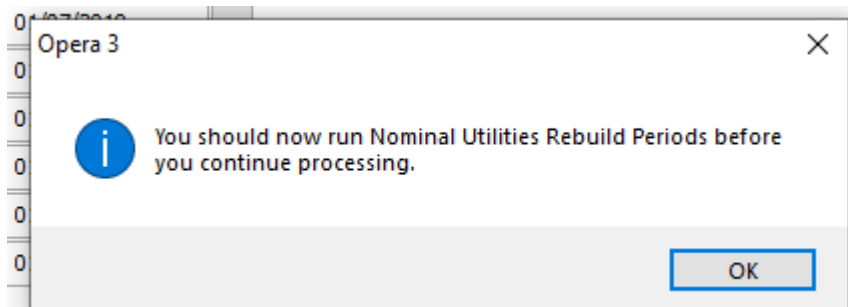 Opera 3
You should now run Nominal Utilities Rebuild Periods before
you continue processing.
OK